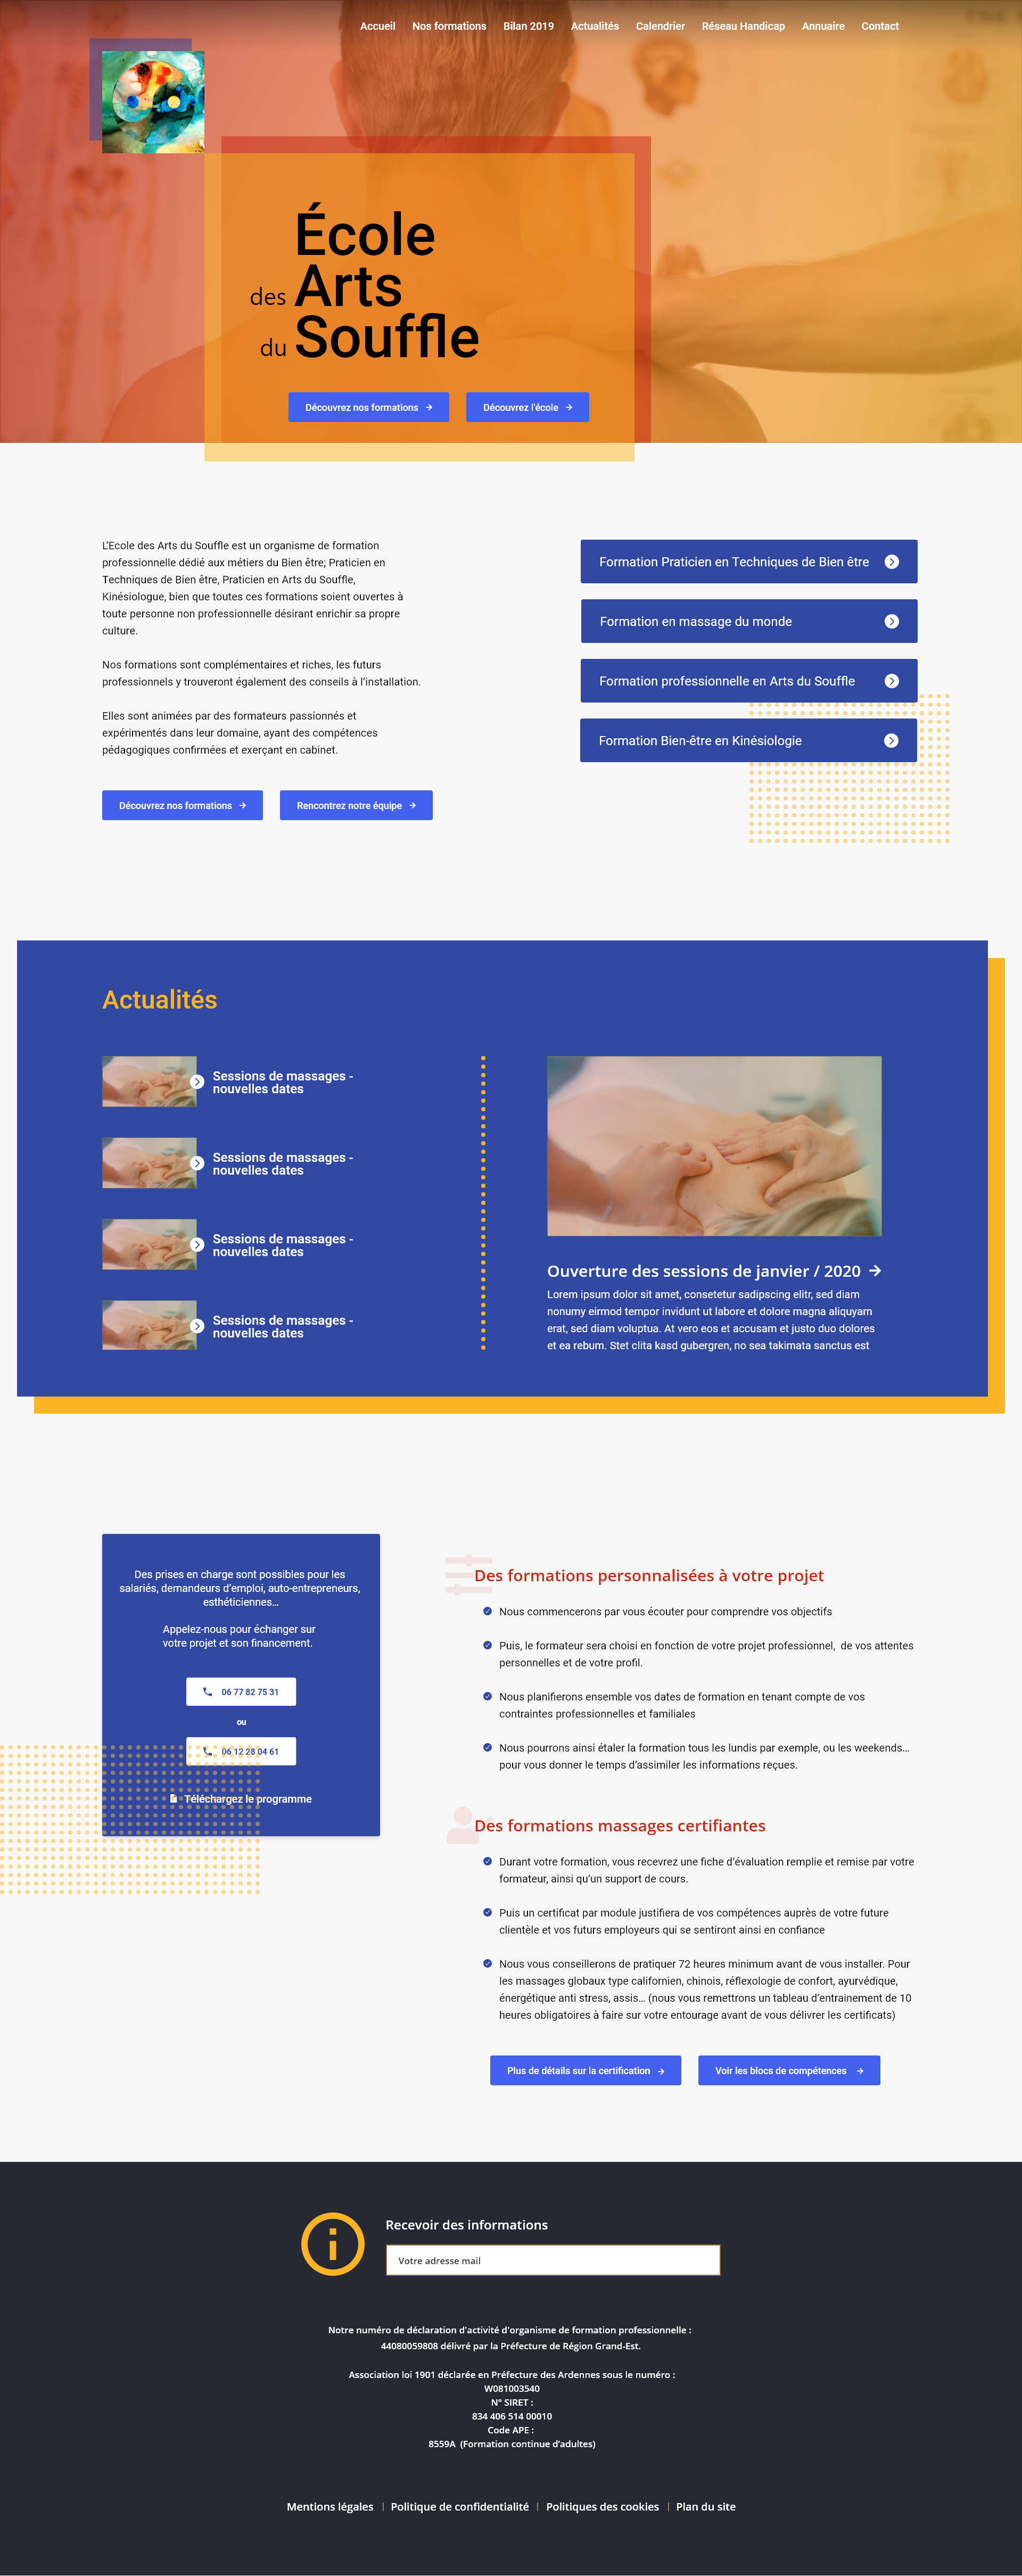 Accueil Nos formations Bilan 2019 Actualités Calendrier Réseau Handicap Annuaire Contact
École
des Arts
du Souffle
Découvrez nos formations
Découvrez l'école
L’Ecole des Arts du Souffle est un organisme de formation
professionnelle dédié aux métiers du Bien être; Praticien en
Techniques de Bien être, Praticien en Arts du Souffle,
Kinésiologue, bien que toutes ces formations soient ouvertes à
toute personne non professionnelle désirant enrichir sa propre
culture.
Nos formations sont complémentaires et riches, les futurs
professionnels y trouveront également des conseils à l’installation.
Elles sont animées par des formateurs passionnés et
expérimentés dans leur domaine, ayant des compétences
pédagogiques confirmées et exerçant en cabinet.
Découvrez nos formations
Rencontrez notre équipe
Formation Praticien en Techniques de Bien être
Formation en massage du monde
Formation professionnelle en Arts du Souffle
Formation Bien-être en Kinésiologie
Actualités
Sessions de massages -
nouvelles dates
Sessions de massages -
nouvelles dates
Sessions de massages -
nouvelles dates
Sessions de massages -
nouvelles dates
Ouverture des sessions de janvier / 2020
Lorem ipsum dolor sit amet, consetetur sadipscing elitr, sed diam
nonumy eirmod tempor invidunt ut labore et dolore magna aliquyam
erat, sed diam voluptua. At vero eos et accusam et justo duo dolores
et ea rebum. Stet clita kasd gubergren, no sea takimata sanctus est
Des prises en charge sont possibles pour les
salariés, demandeurs d’emploi, auto-entrepreneurs,
esthéticiennes…
Appelez-nous pour échanger sur
votre projet et son financement.
06 77 82 75 31
ou
06 12 28 04 61
Téléchargez le programme
Des formations personnalisées à votre projet
Nous commencerons par vous écouter pour comprendre vos objectifs
Puis, le formateur sera choisi en fonction de votre projet professionnel,  de vos attentes
personnelles et de votre profil.
Nous planifierons ensemble vos dates de formation en tenant compte de vos
contraintes professionnelles et familiales
Nous pourrons ainsi étaler la formation tous les lundis par exemple, ou les weekends…
pour vous donner le temps d’assimiler les informations reçues.
Des formations massages certifiantes
Durant votre formation, vous recevrez une fiche d’évaluation remplie et remise par votre
formateur, ainsi qu’un support de cours.
Puis un certificat par module justifiera de vos compétences auprès de votre future
clientèle et vos futurs employeurs qui se sentiront ainsi en confiance
Nous vous conseillerons de pratiquer 72 heures minimum avant de vous installer. Pour
les massages globaux type californien, chinois, réflexologie de confort, ayurvédique,
énergétique anti stress, assis… (nous vous remettrons un tableau d’entrainement de 10
heures obligatoires à faire sur votre entourage avant de vous délivrer les certificats)
Plus de détails sur la certification
Voir les blocs de compétences
Recevoir des informations
Votre adresse mail
Notre numéro de déclaration d'activité d'organisme de formation professionnelle :
44080059808 délivré par la Préfecture de Région Grand-Est.
Association loi 1901 déclarée en Préfecture des Ardennes sous le numéro :
W081003540
N° SIRET :
834 406 514 00010
Code APE :
8559A  (Formation continue d’adultes)
Mentions légales | Politique de confidentialité | Politiques des cookies | Plan du site